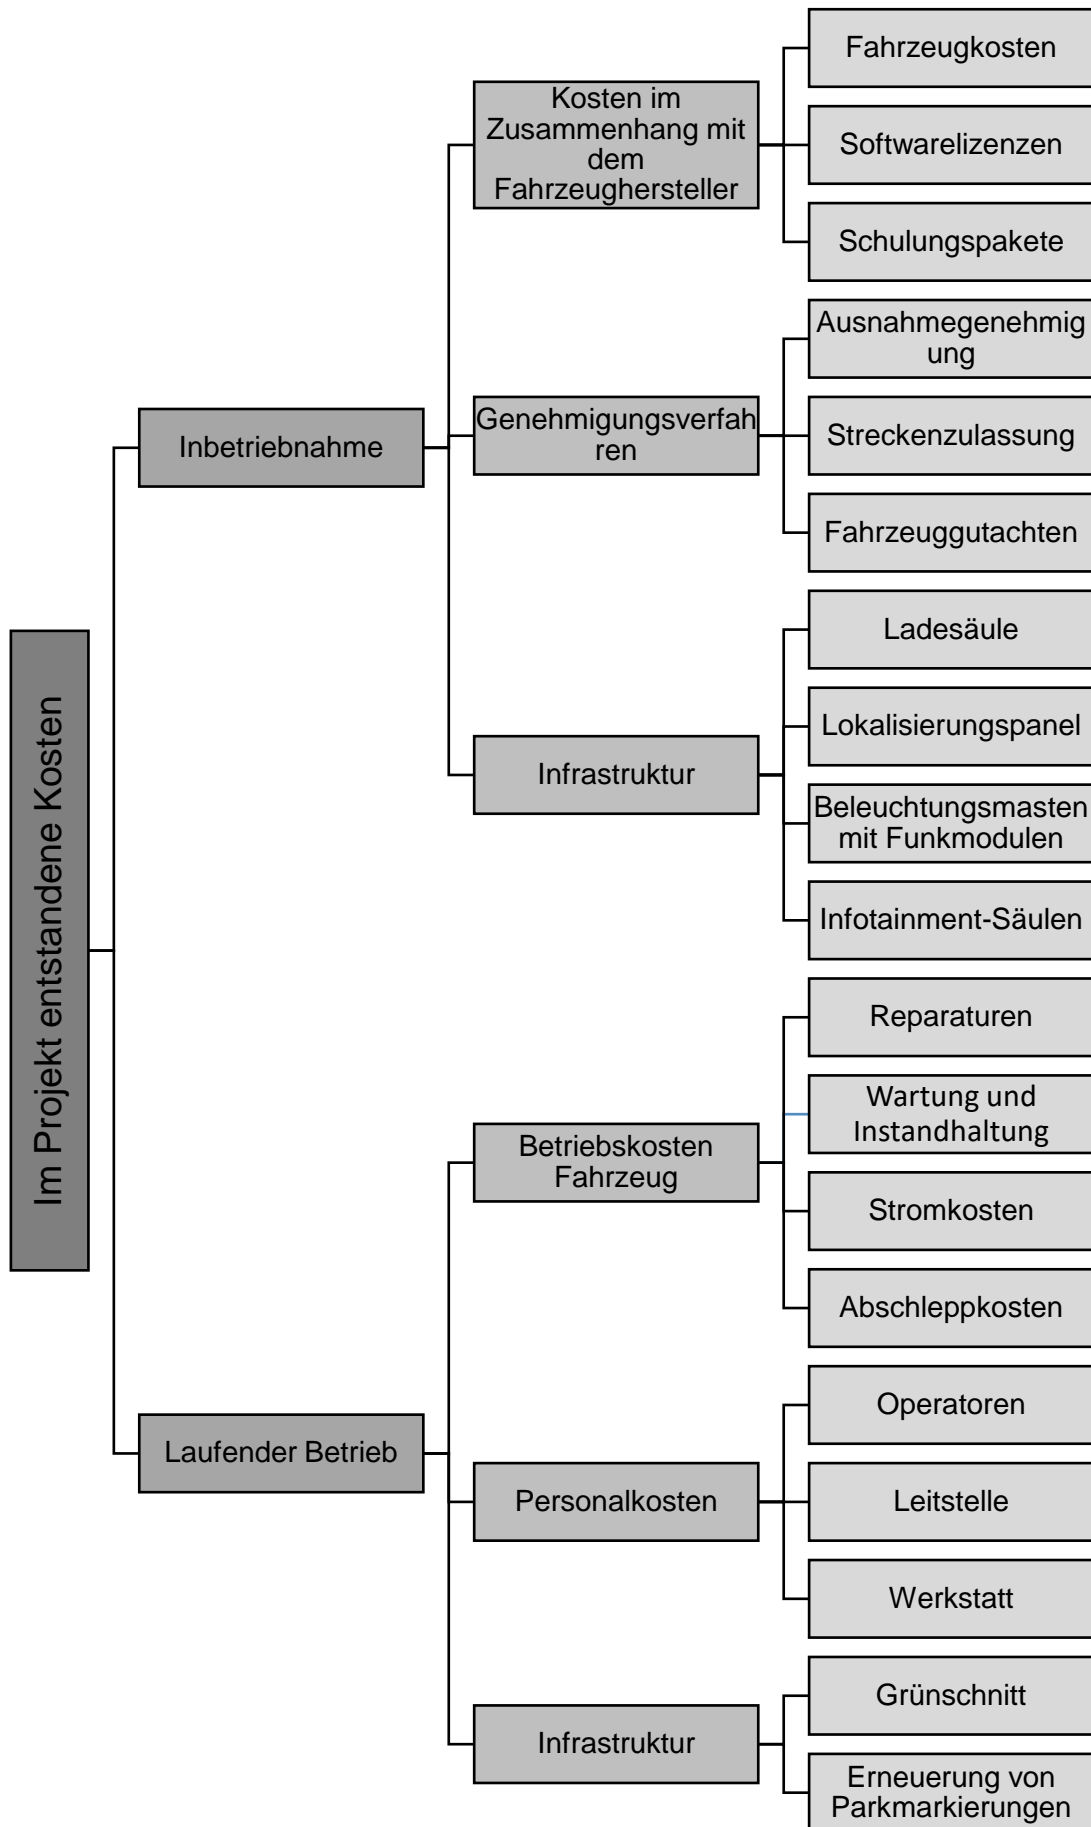 Im Projekt entstandene Kosten
Inbetriebnahme
Kosten im
Zusammenhang mit
dem
Fahrzeughersteller
Fahrzeugkosten
Softwarelizenzen
Schulungspakete
Genehmigungsverfah
ren
Ausnahmegenehmig
ung
Streckenzulassung
Fahrzeuggutachten
Infrastruktur
Ladesäule
Lokalisierungspanel
Beleuchtungsmasten
mit Funkmodulen
Infotainment-Säulen
Laufender Betrieb
Betriebskosten
Fahrzeug
Reparaturen
Wartung und
Instandhaltung
Stromkosten
Abschleppkosten
Personalkosten
Operatoren
Leitstelle
Werkstatt
Infrastruktur
Grünschnitt
Erneuerung von
Parkmarkierungen